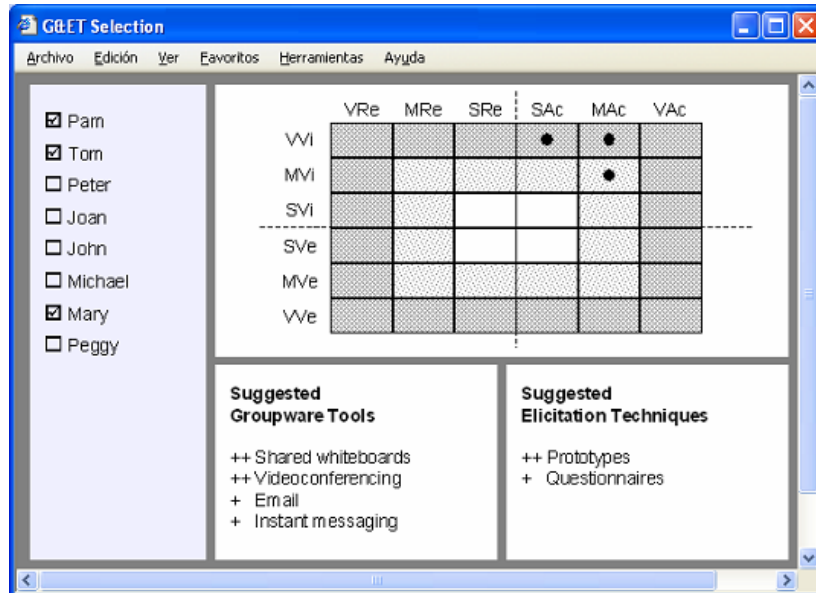 G&ET Selection
Archivo Edición Ver Favoritos Herramientas Ayuda
Pam
Tom
Peter
Joan
John
Michael
Mary
Peggy
VRe MRe SRe SAc MAc VAc
VVi
MVi
SVi
SVe
MVe
VVe
Suggested
Groupware Tools
++ Shared whiteboards
++ Videoconferencing
+ Email
+ Instant messaging
Suggested
Elicitation Techniques
++ Prototypes
+ Questionnaires